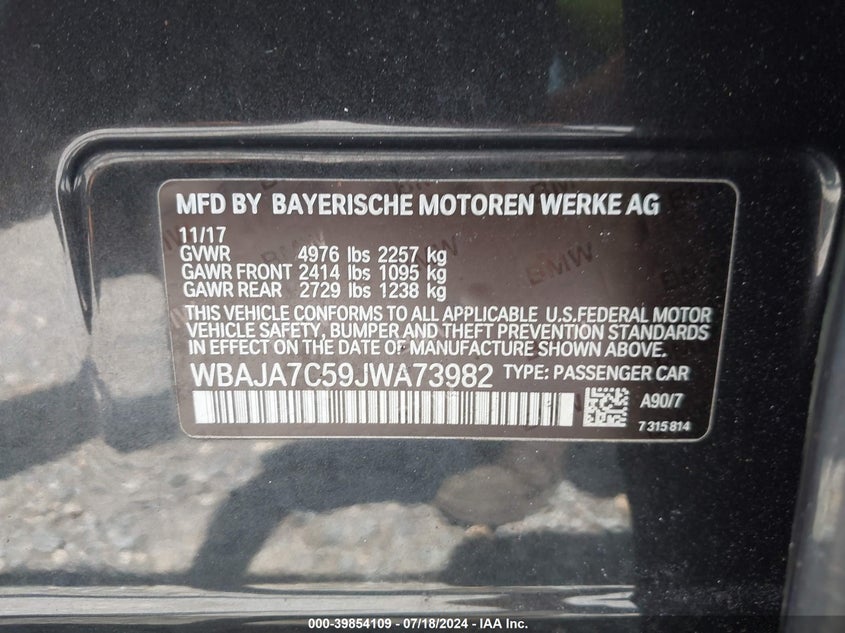 MFD BY BAYERISCHE MOTOREN WERKE AG
11/17
GVWR 4976 lbs 2257 kg
GAWR FRONT 2414 lbs 1095 kg
GAWR REAR 2729 lbs 1238 kg
THIS VEHICLE CONFORMS TO ALL APPLICABLE U.S.FEDERAL MOTOR
VEHICLE SAFETY, BUMPER AND THEFT PREVENTION STANDARDS
IN EFFECT ON THE DATE OF MANUFACTURE SHOWN ABOVE.
WBAJA7C59JWA73982 TYPE: PASSENGER CAR
A90/7
7 315 814
BMW
000-39854109 07/18/2024 - IAA, Inc.